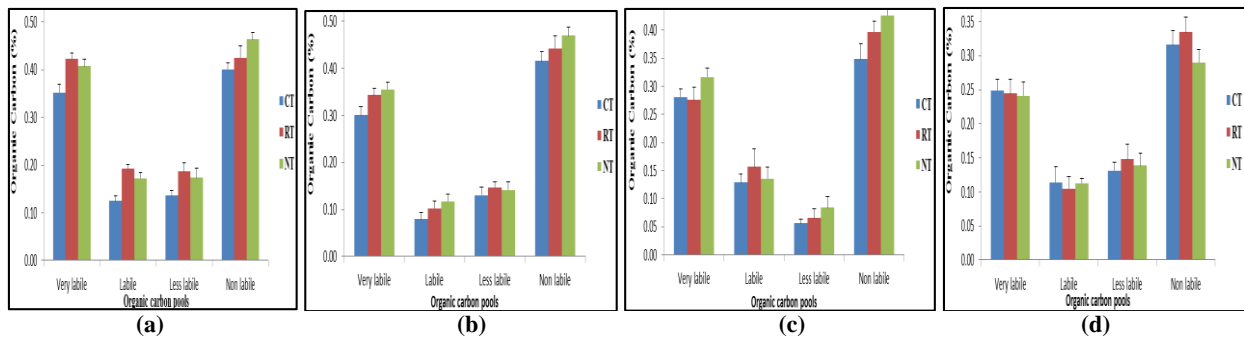 Organic Carbon (%)
0.50
0.40
0.30
0.20
0.10
0.00
Very labile
Labile
Less labile
Non labile
Organic carbon pools
CT
RT
NT
(a)
Organic Carbon (%)
0.50
0.40
0.30
0.20
0.10
0.00
Very labile
Labile
Less labile
Non labile
Organic carbon pools
CT
RT
NT
(b)
Organic Carbon (%)
0.40
0.35
0.30
0.25
0.20
0.15
0.10
0.05
0.00
Very labile
Labile
Less labile
Non labile
Organic carbon pools
CT
RT
NT
(c)
Organic Carbon (%)
0.35
0.30
0.25
0.20
0.15
0.10
0.05
0.00
Very labile
Labile
Less labile
Non labile
Organic carbon pools
CT
RT
NT
(d)